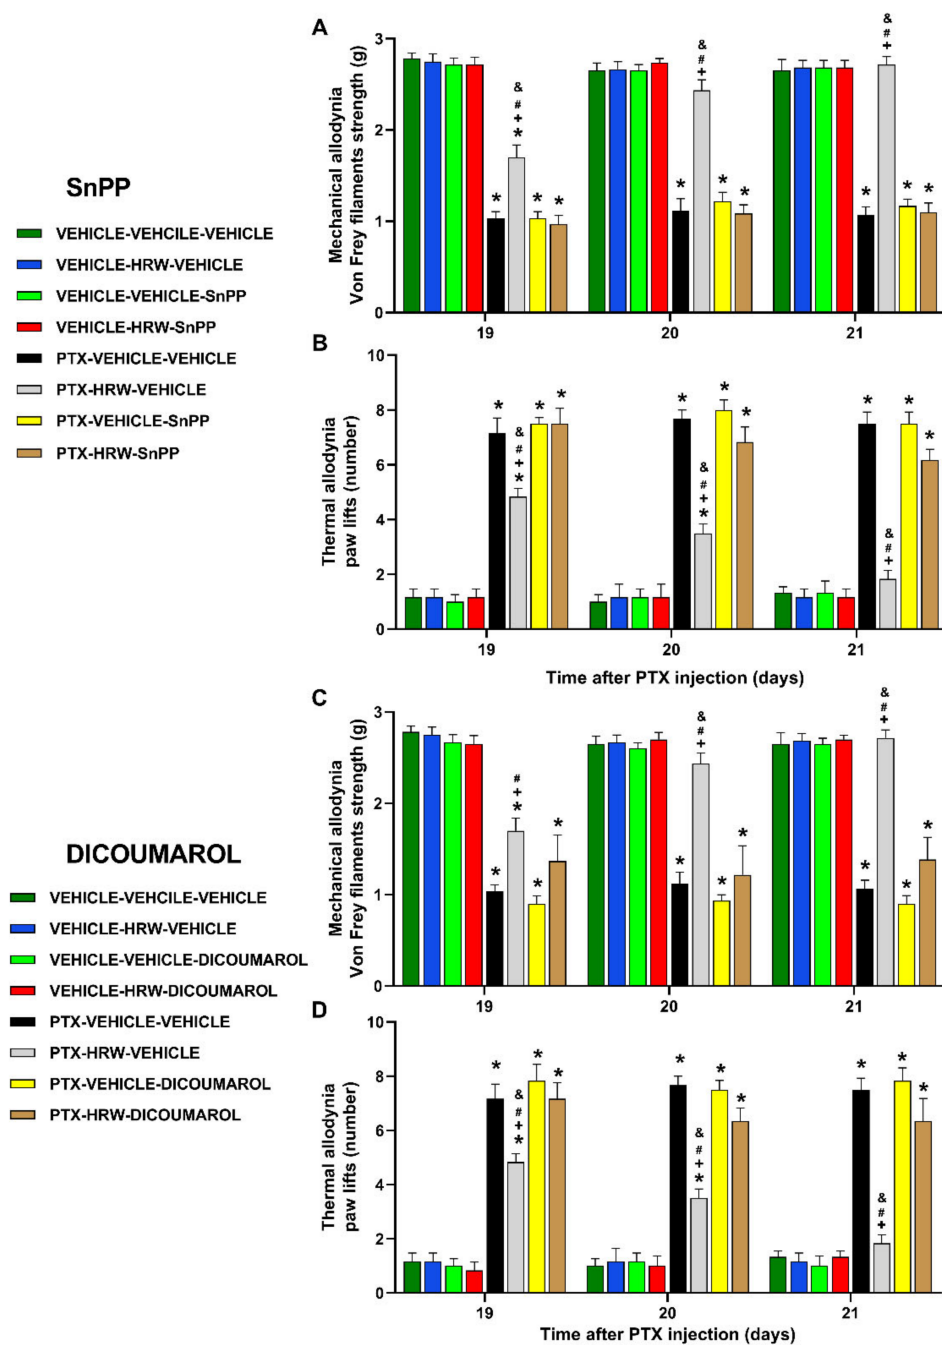 A
Mechanical allodynia
Von Frey filaments strength (g)
3
2
1
0
&
#
+
*
&
#
+
&
#
+
* * * * * * * * *
19 20 21
SnPP
VEHICLE-VEHCILE-VEHICLE
VEHICLE-HRW-VEHICLE
VEHICLE-VEHICLE-SnPP
VEHICLE-HRW-SnPP
PTX-VEHICLE-VEHICLE
PTX-HRW-VEHICLE
PTX-VEHICLE-SnPP
PTX-HRW-SnPP
B
Thermal allodynia
paw lifts (number)
10
8
6
4
2
0
&
#
+
*
&
#
+
*
&
#
+
* * * * * * * * *
19 20 21
Time after PTX injection (days)
C
Mechanical allodynia
Von Frey filaments strength (g)
3
2
1
0
#
+
*
&
#
+
&
#
+
* * * * * * * * *
19 20 21
DICOUMAROL
VEHICLE-VEHCILE-VEHICLE
VEHICLE-HRW-VEHICLE
VEHICLE-VEHICLE-DICOUMAROL
VEHICLE-HRW-DICOUMAROL
PTX-VEHICLE-VEHICLE
PTX-HRW-VEHICLE
PTX-VEHICLE-DICOUMAROL
PTX-HRW-DICOUMAROL
D
Thermal allodynia
paw lifts (number)
10
8
6
4
2
0
&
#
+
*
&
#
+
*
&
#
+
* * * * * * * * *
19 20 21
Time after PTX injection (days)